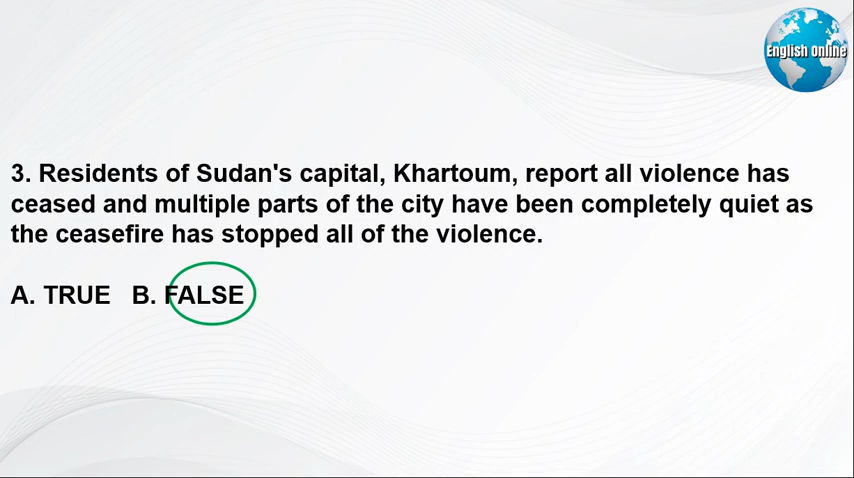 English Online
3. Residents of Sudan's capital, Khartoum, report all violence has
ceased and multiple parts of the city have been completely quiet as
the ceasefire has stopped all of the violence.
A. TRUE B. FALSE